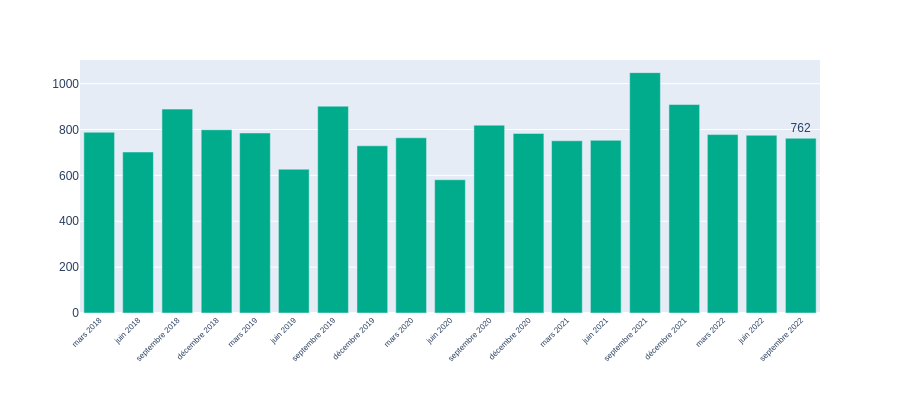 1000
800
600
400
200
0
762
mars 2018
juin 2018
septembre 2018
décembre 2018
mars 2019
juin 2019
septembre 2019
décembre 2019
mars 2020
juin 2020
septembre 2020
décembre 2020
mars 2021
juin 2021
septembre 2021
décembre 2021
mars 2022
juin 2022
septembre 2022